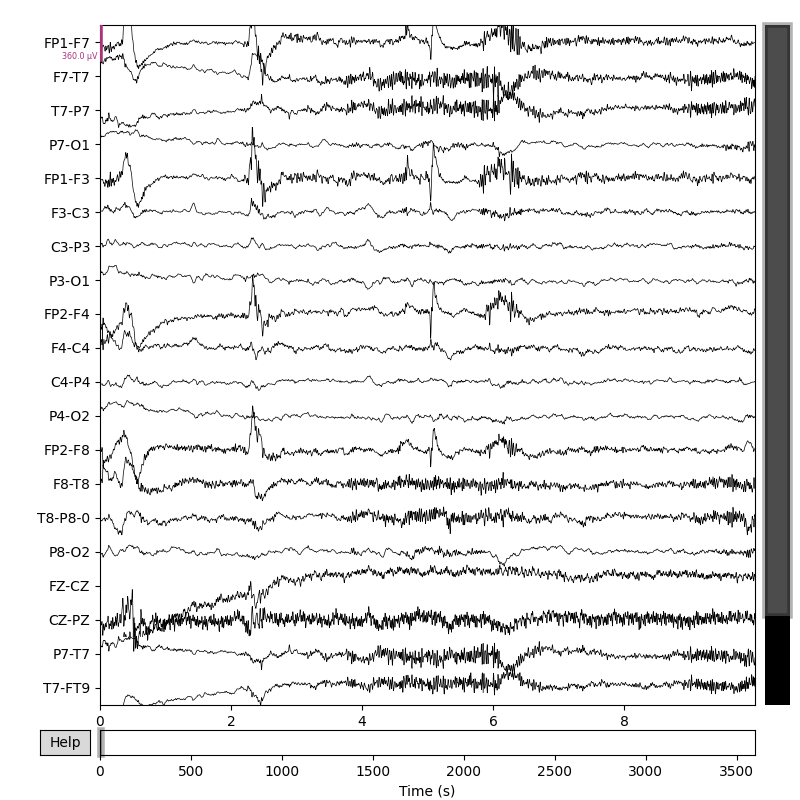 FP1-F7
360.0 µV
F7-T7
T7-P7
P7-O1
FP1-F3
F3-C3
C3-P3
P3-O1
FP2-F4
F4-C4
C4-P4
P4-O2
FP2-F8
F8-T8
T8-P8-0
P8-O2
FZ-CZ
CZ-PZ
P7-T7
T7-FT9
0 2 4 6 8
Help
0 500 1000 1500 2000 2500 3000 3500
Time (s)